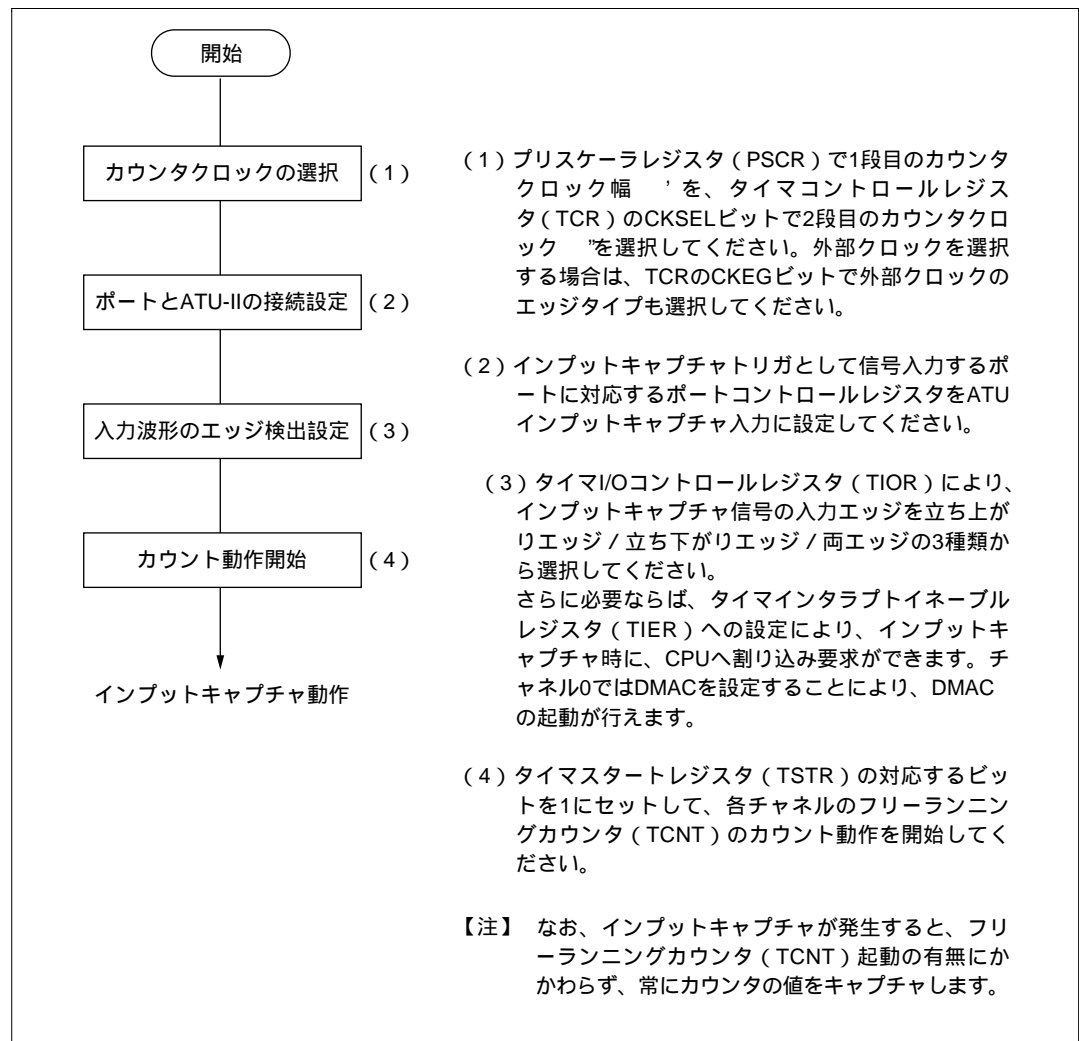 開始
カウンタクロックの選択 (1)
ポートとATU-IIの接続設定 (2)
入力波形のエッジ検出設定 (3)
カウント動作開始 (4)
インプットキャプチャ動作
(1)プリスケーラレジスタ(PSCR)で1段目のカウンタ
クロック幅 ’を、タイマコントロールレジス
タ(TCR)のCKSELビットで2段目のカウンタクロ
ック ”を選択してください。外部クロックを選択
する場合は、TCRのCKEGビットで外部クロックの
エッジタイプも選択してください。
(2)インプットキャプチャトリガとして信号入力するポ
ートに対応するポートコントロールレジスタをATU
インプットキャプチャ入力に設定してください。
(3)タイマI/Oコントロールレジスタ(TIOR)により、
インプットキャプチャ信号の入力エッジを立ち上が
りエッジ/立ち下がりエッジ/両エッジの3種類か
ら選択してください。
さらに必要ならば、タイマインタラプトイネーブル
レジスタ(TIER)への設定により、インプットキ
ャプチャ時に、CPUへ割り込み要求ができます。チ
ャネル0ではDMACを設定することにより、DMAC
の起動が行えます。
(4)タイマスタートレジスタ(TSTR)の対応するビッ
トを1にセットして、各チャネルのフリーランニン
グカウンタ(TCNT)のカウント動作を開始してく
ださい。
【注】 なお、インプットキャプチャが発生すると、フリ
ーランニングカウンタ(TCNT)起動の有無にか
かわらず、常にカウンタの値をキャプチャします。